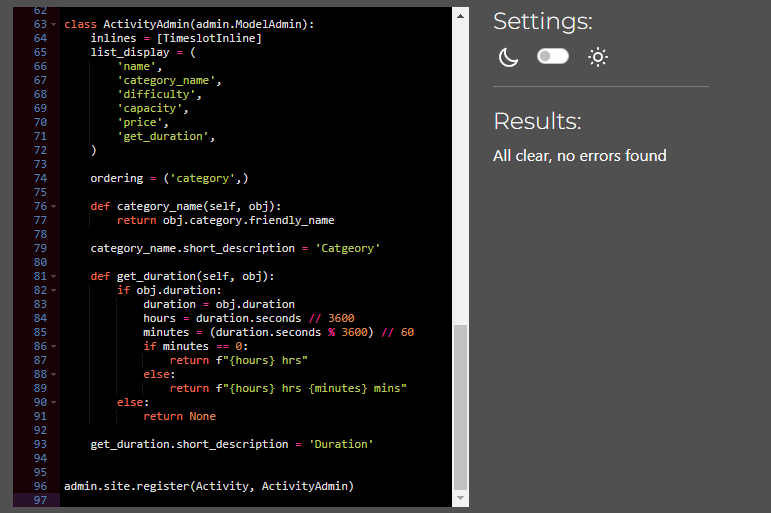 62
63 class ActivityAdmin(admin.ModelAdmin):
64     inlines = [TimeslotInline]
65     list_display = (
66         'name',
67         'category_name',
68         'difficulty',
69         'capacity',
70         'price',
71         'get_duration',
72     )
73
74     ordering = ('category',)
75
76     def category_name(self, obj):
77         return obj.category.friendly_name
78
79     category_name.short_description = 'Catgeory'
80
81     def get_duration(self, obj):
82         if obj.duration:
83             duration = obj.duration
84             hours = duration.seconds // 3600
85             minutes = (duration.seconds % 3600) // 60
86             if minutes == 0:
87                 return f"{hours} hrs"
88             else:
89                 return f"{hours} hrs {minutes} mins"
90         else:
91             return None
92
93     get_duration.short_description = 'Duration'
94
95
96 admin.site.register(Activity, ActivityAdmin)
97
Settings:
Results:
All clear, no errors found